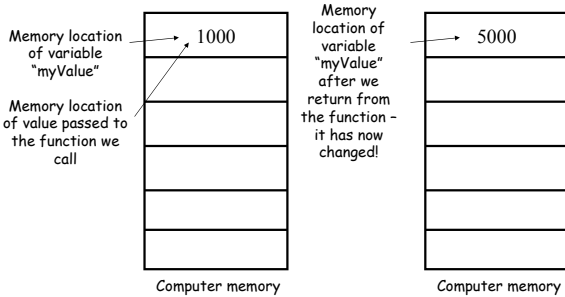 Memory location
of variable
“myValue”
1000
Memory location
of value passed to
the function we
call
Computer memory
Memory
location of
variable
“myValue”
after we
return from
the function –
it has now
changed!
5000
Computer memory